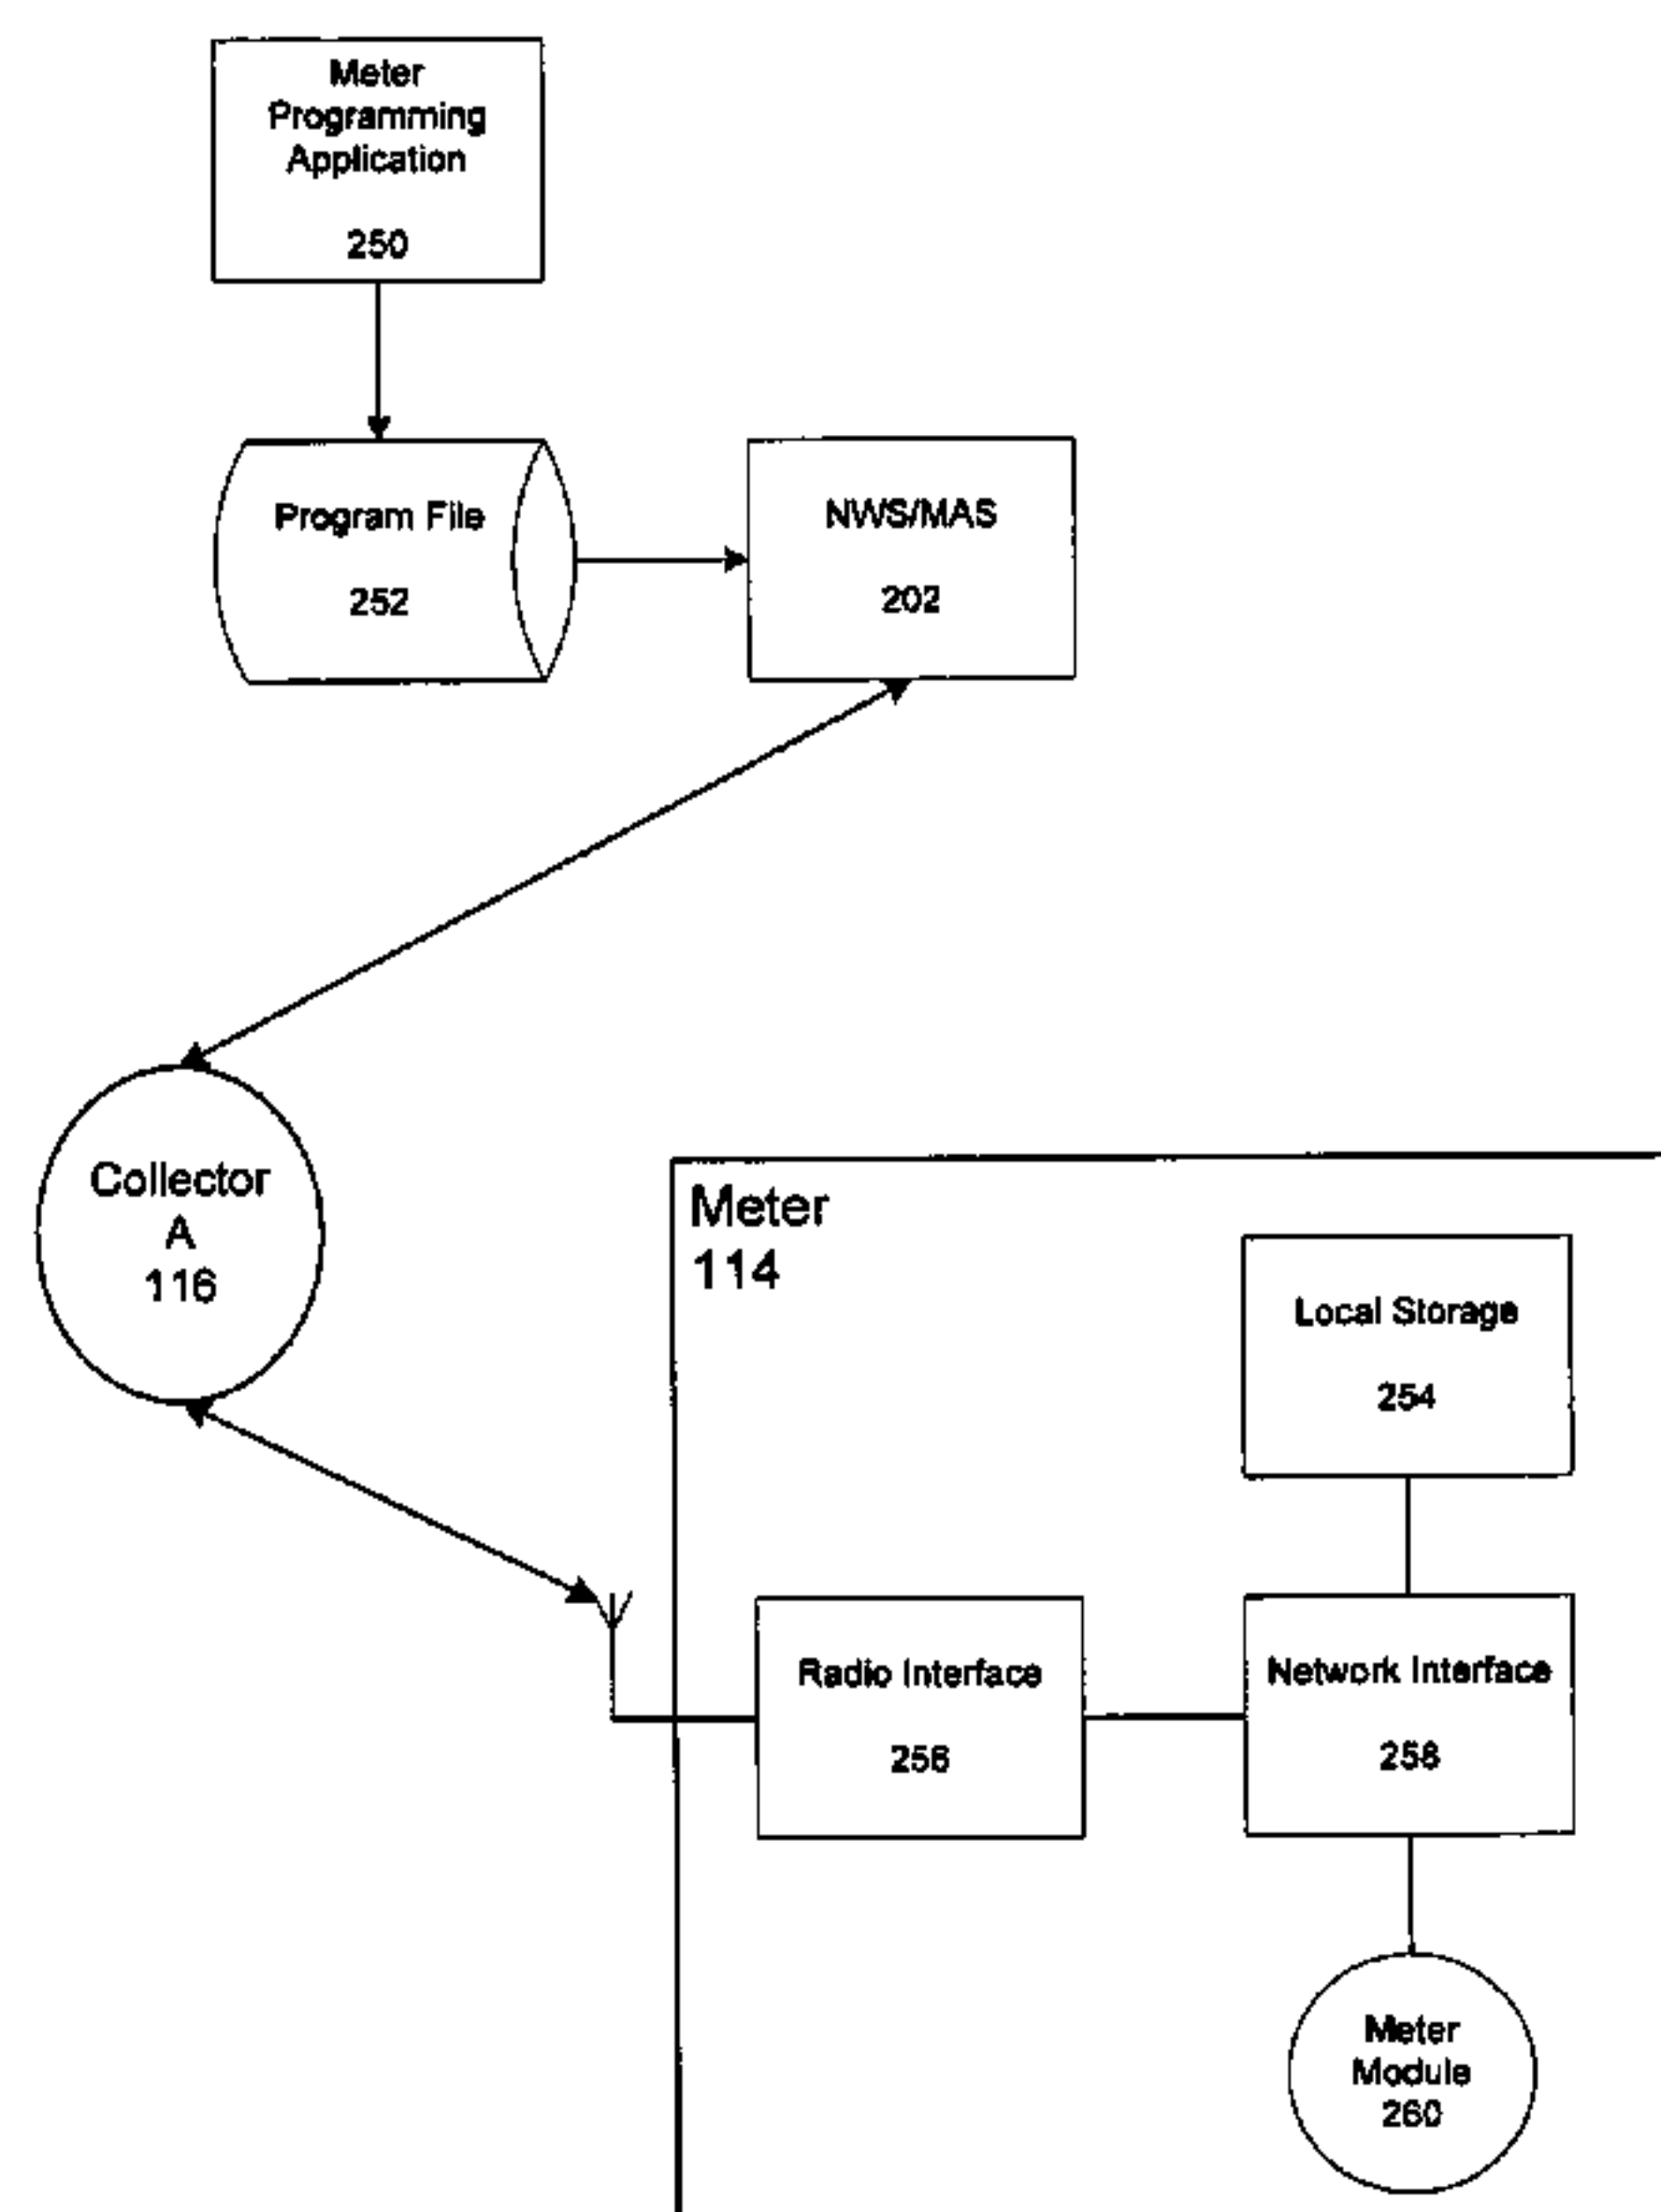 Meter
Programming
Application
250
Program File
252
NWS/MAS
202
Collector
A
116
Meter
114
Local Storage
254
Radio Interface
256
Network Interface
258
Meter
Module
260